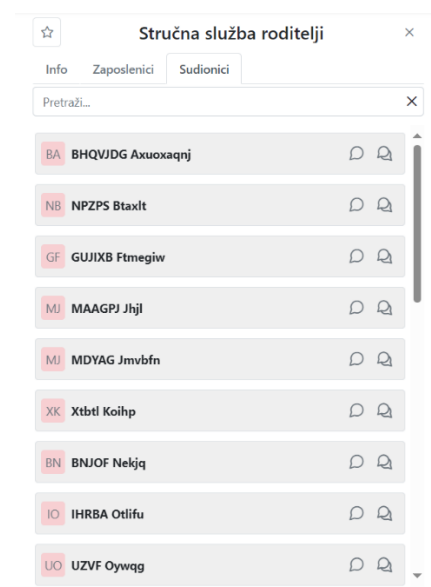 Stručna služba roditelji
Info Zaposlenici Sudionici
Pretraži...
BA BHQVJDG Axuoxaqnj
NB NPZPS Btaxlt
GF GUJIXB Ftmegiw
MJ MAAGPJ Jhjl
MJ MDYAG Jmvbfn
XK Xtbtl Koihp
BN BNJOF Nekjq
IO IHRBA Otlifu
UO UZVF Oywqg